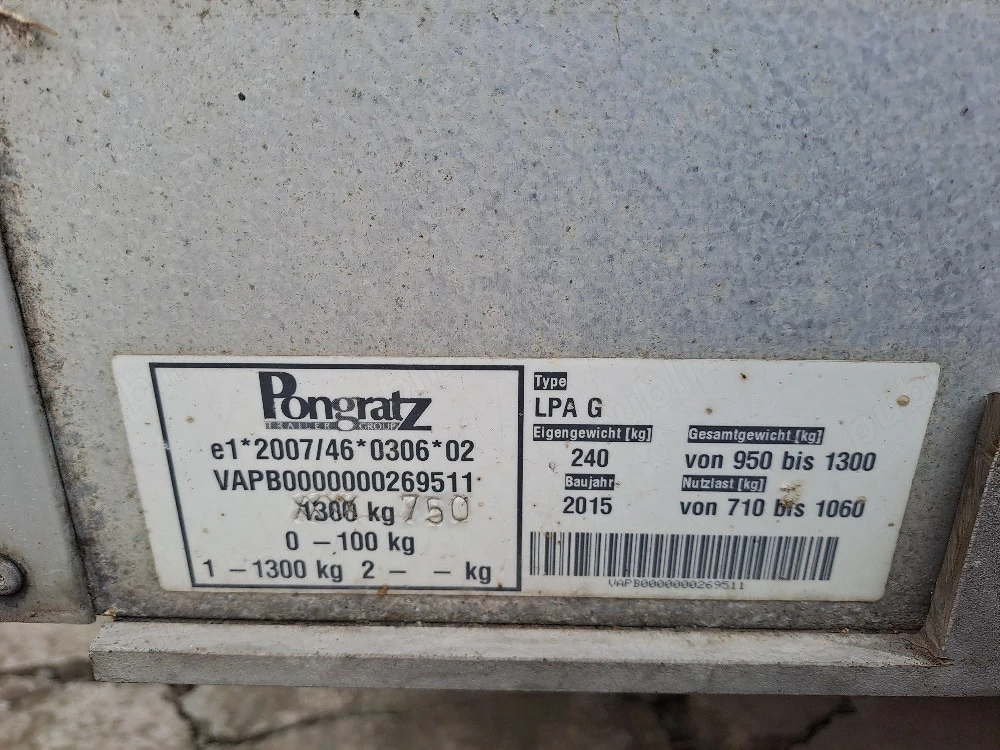 Pongratz
TRAILER GROUP
e1*2007/46*0306*02
VAPB0000000269511
1300 kg 750
0 – 100 kg
1 – 1300 kg 2 – – kg
Type
LPA G
Eigengewicht [kg]
240
Baujahr
2015
Gesamtgewicht [kg]
von 950 bis 1300
Nutzlast [kg]
von 710 bis 1060
VAPB0000000269511